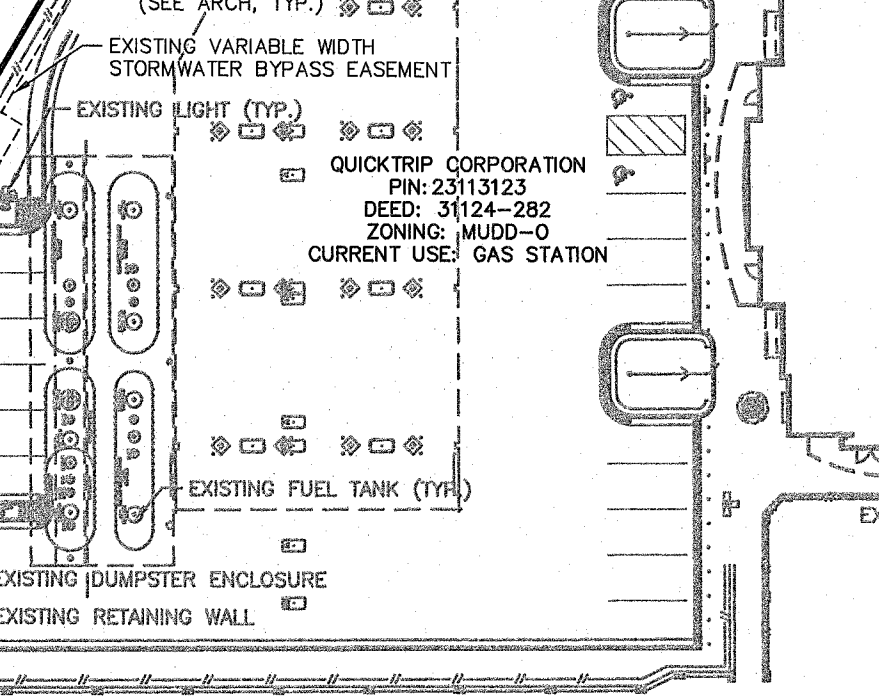 (SEE ARCH, TYP.)
EXISTING VARIABLE WIDTH
STORMWATER BYPASS EASEMENT
EXISTING LIGHT (TYP.)
QUICKTRIP CORPORATION
PIN: 23113123
DEED: 31124-282
ZONING: MUDD-O
CURRENT USE: GAS STATION
EXISTING FUEL TANK (TYP.)
EXISTING DUMPSTER ENCLOSURE
EXISTING RETAINING WALL
EX